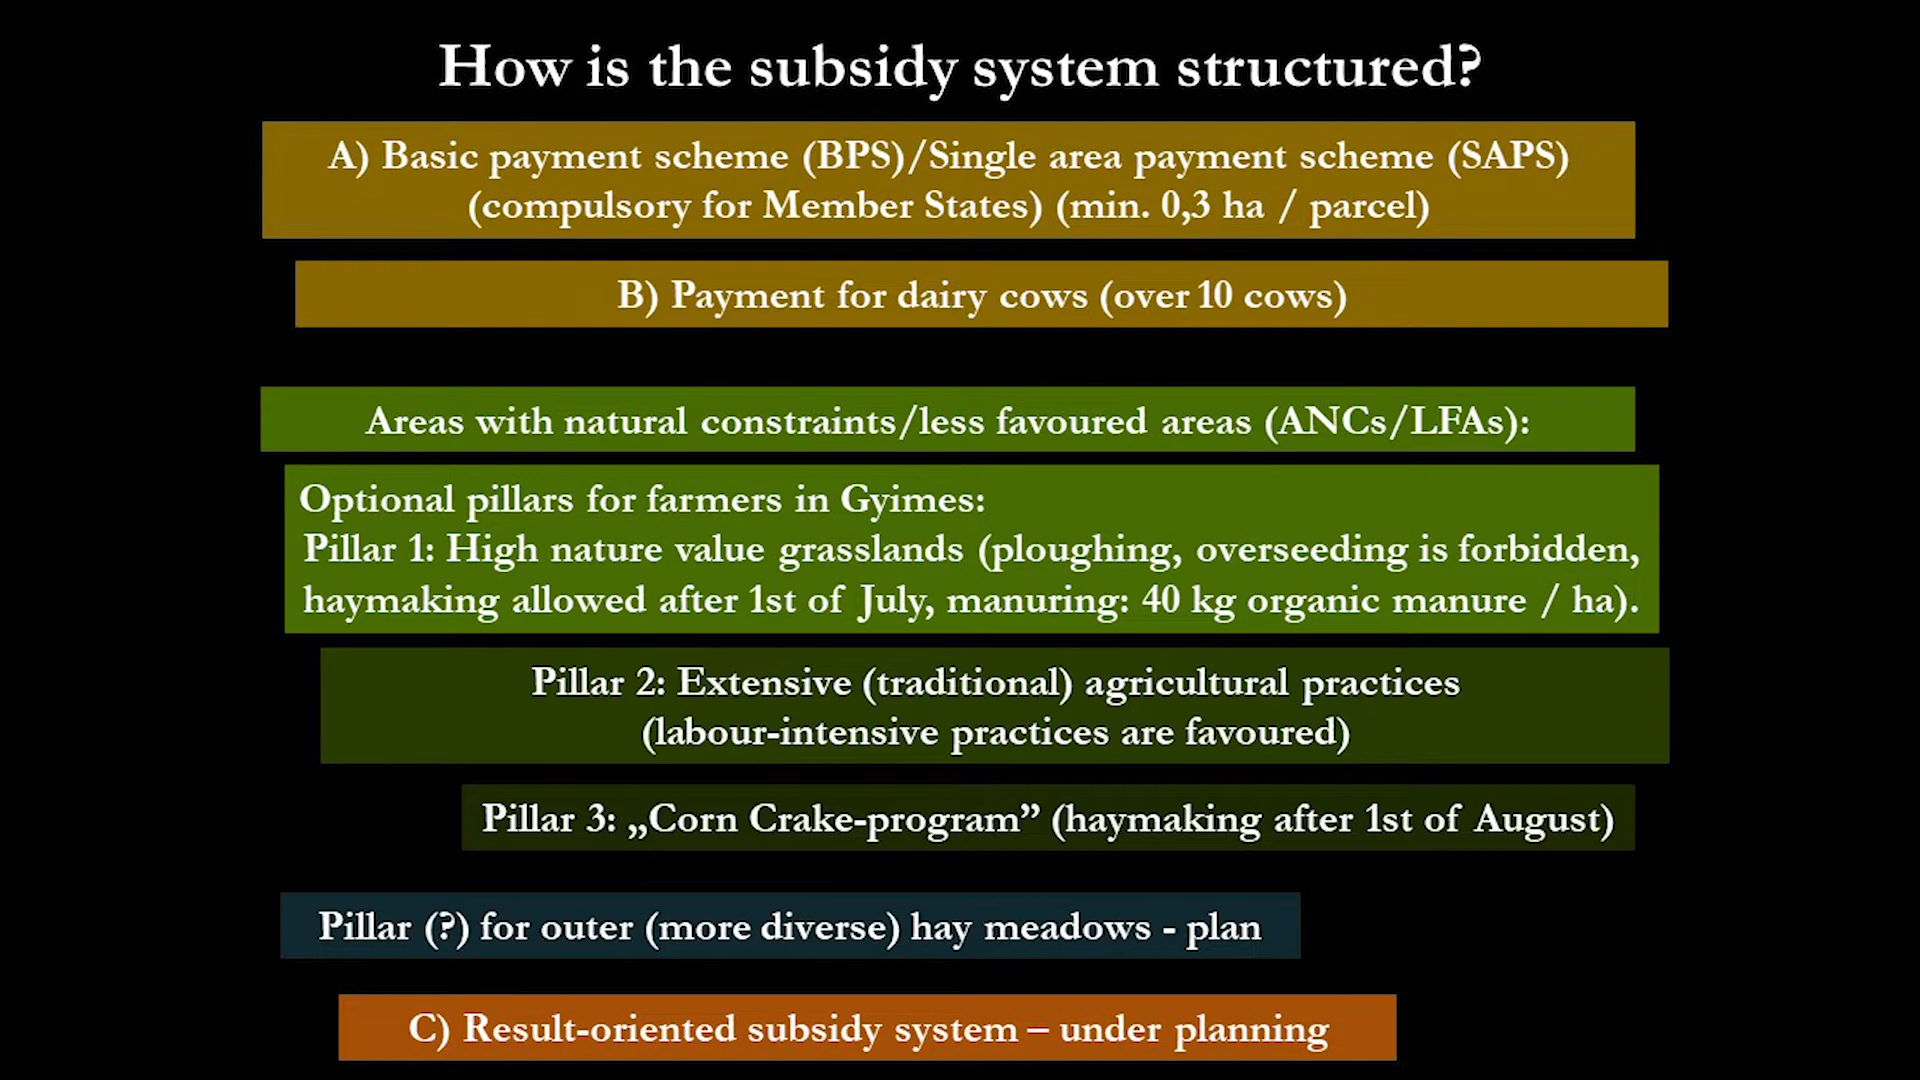 How is the subsidy system structured?
A) Basic payment scheme (BPS)/Single area payment scheme (SAPS)
(compulsory for Member States) (min. 0,3 ha / parcel)
B) Payment for dairy cows (over 10 cows)
Areas with natural constraints/less favoured areas (ANCs/LFAs):
Optional pillars for farmers in Gyimes:
Pillar 1: High nature value grasslands (ploughing, overseeding is forbidden,
haymaking allowed after 1st of July, manuring: 40 kg organic manure / ha).
Pillar 2: Extensive (traditional) agricultural practices
(labour-intensive practices are favoured)
Pillar 3: „Corn Crake-program” (haymaking after 1st of August)
Pillar (?) for outer (more diverse) hay meadows - plan
C) Result-oriented subsidy system – under planning